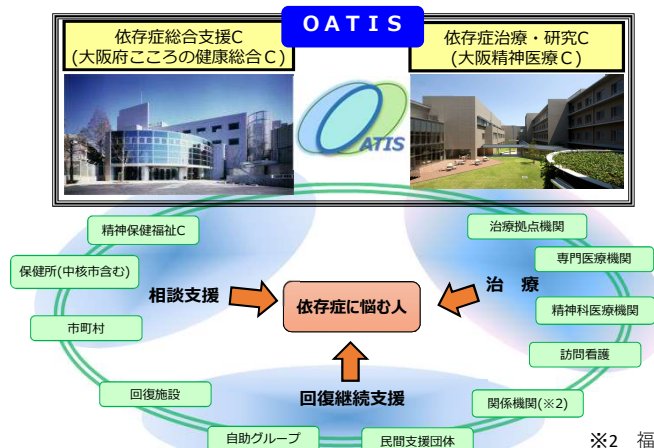 OATIS
依存症総合支援C
(大阪府こころの健康総合C)
依存症治療・研究C
(大阪精神医療C)
ATIS
精神保健福祉C
治療拠点機関
保健所(中核市含む)
専門医療機関
相談支援
依存症に悩む人
治 療
精神科医療機関
市町村
訪問看護
回復施設
回復継続支援
関係機関(※2)
自助グループ
民間支援団体
※2 福